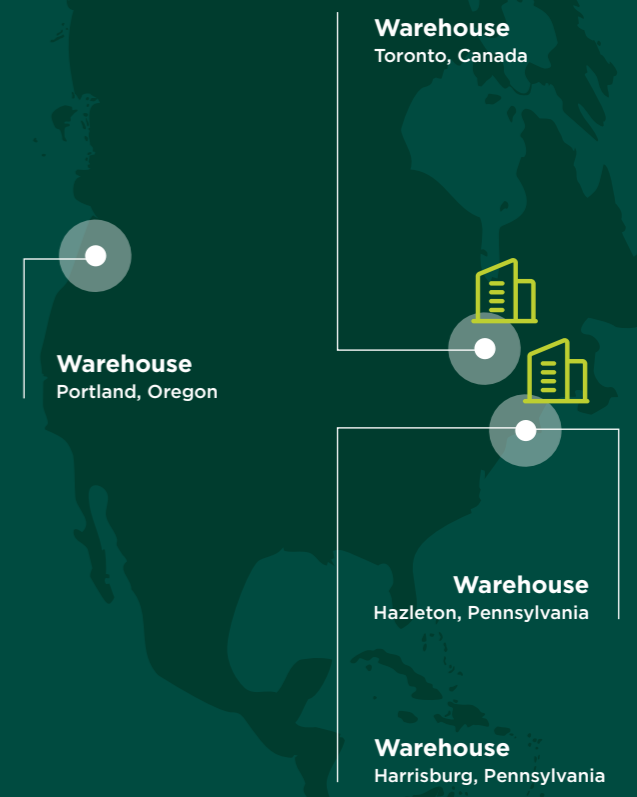 Warehouse
Toronto, Canada
Warehouse
Portland, Oregon
Warehouse
Hazleton, Pennsylvania
Warehouse
Harrisburg, Pennsylvania